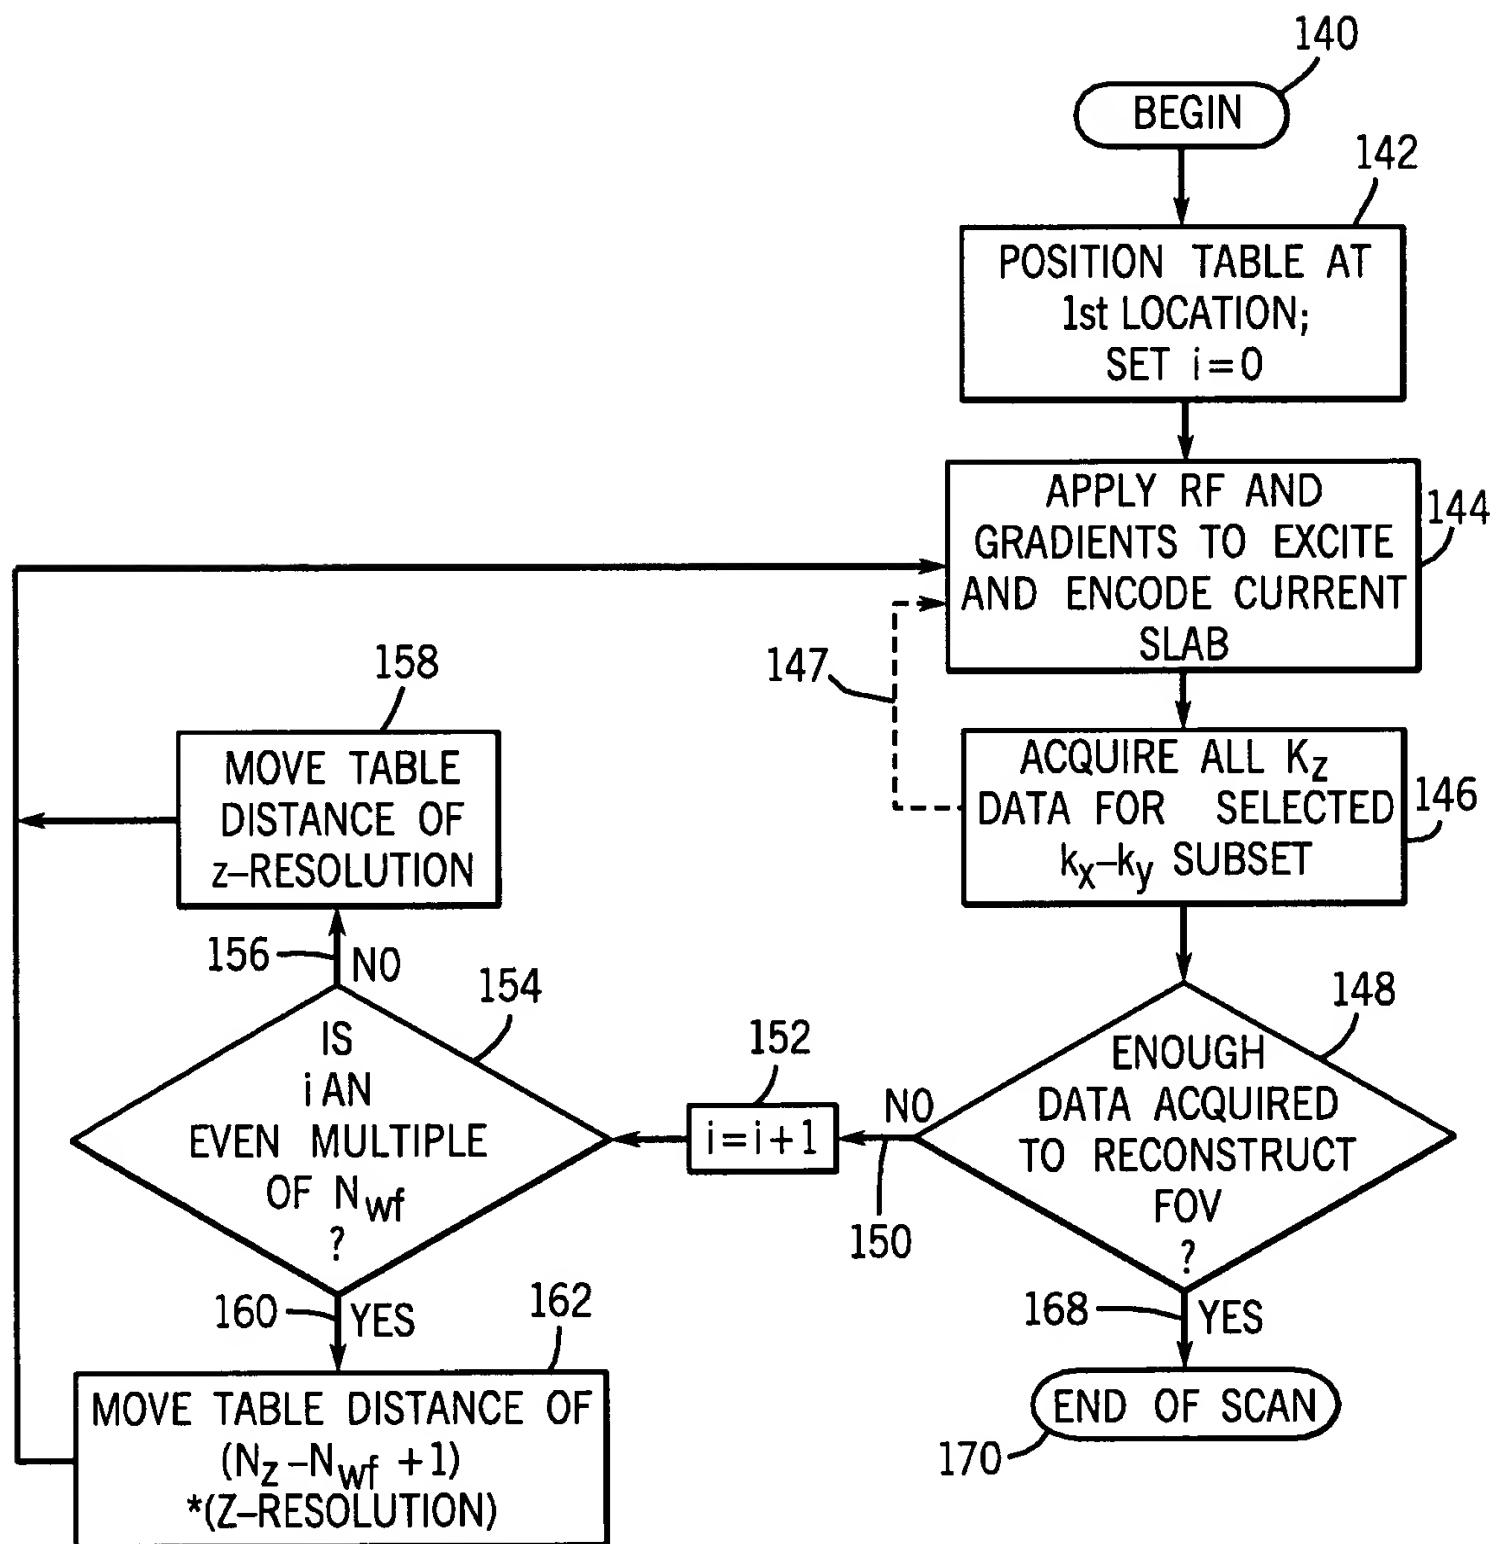 140
BEGIN
142
POSITION TABLE AT
1st LOCATION;
SET i=0
144
APPLY RF AND
GRADIENTS TO EXCITE
AND ENCODE CURRENT
SLAB
147
146
ACQUIRE ALL Kz
DATA FOR SELECTED
kx–ky SUBSET
158
MOVE TABLE
DISTANCE OF
z–RESOLUTION
156
NO
154
IS
i AN
EVEN MULTIPLE
OF Nwf
?
152
i=i+1
NO
150
148
ENOUGH
DATA ACQUIRED
TO RECONSTRUCT
FOV
?
160
YES
162
MOVE TABLE DISTANCE OF
(Nz –Nwf +1)
*(Z–RESOLUTION)
168
YES
END OF SCAN
170